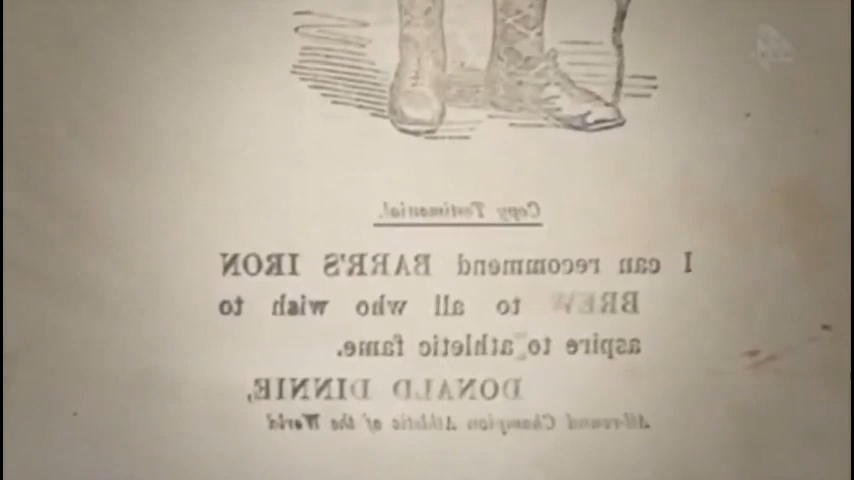 Copy Testimonial.
I can recommend BARR'S IRON
BREW to all who wish to
aspire to athletic fame.
DONALD DINNIE,
All-round Champion Athletic of the World